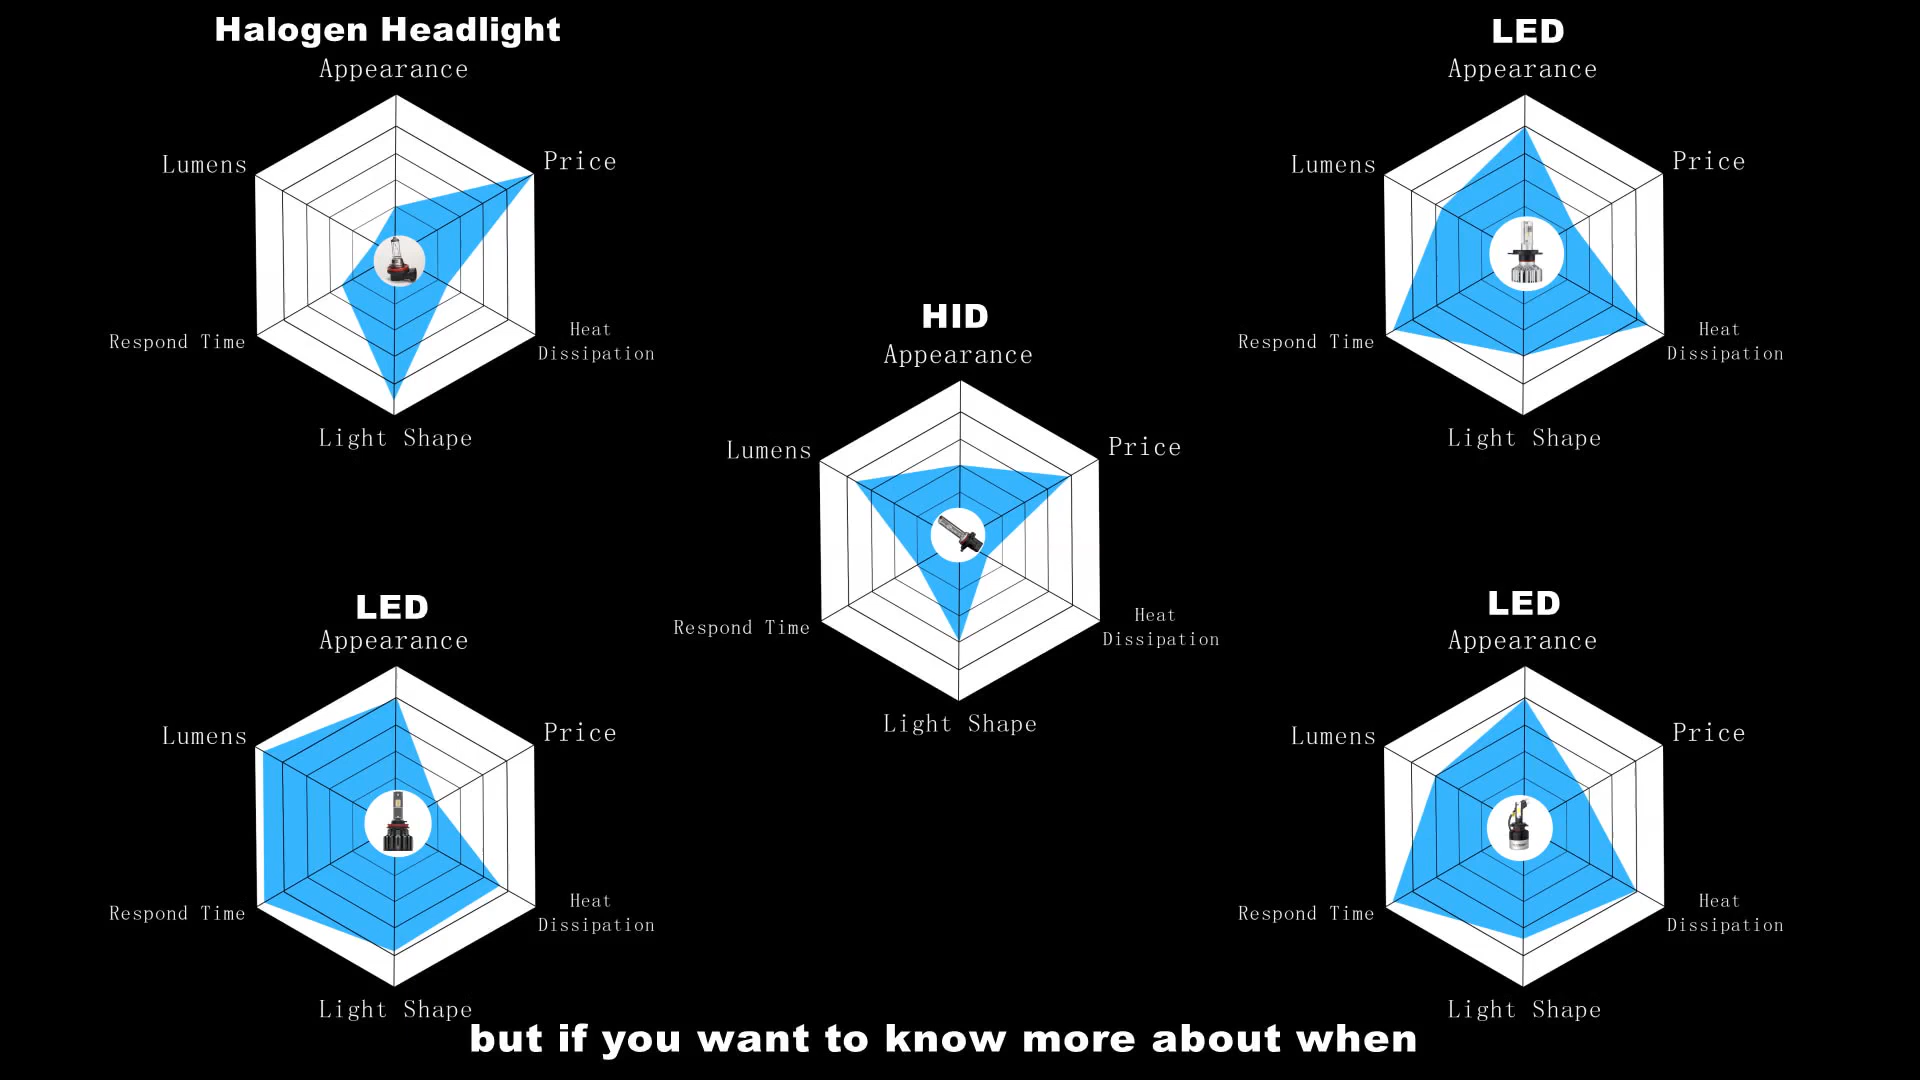 Halogen Headlight
Appearance
Lumens
Price
Respond Time
Heat
Dissipation
Light Shape
LED
Appearance
Lumens
Price
Respond Time
Heat
Dissipation
Light Shape
HID
Appearance
Lumens
Price
Respond Time
Heat
Dissipation
Light Shape
LED
Appearance
Lumens
Price
Respond Time
Heat
Dissipation
Light Shape
LED
Appearance
Lumens
Price
Respond Time
Heat
Dissipation
Light Shape
but if you want to know more about when